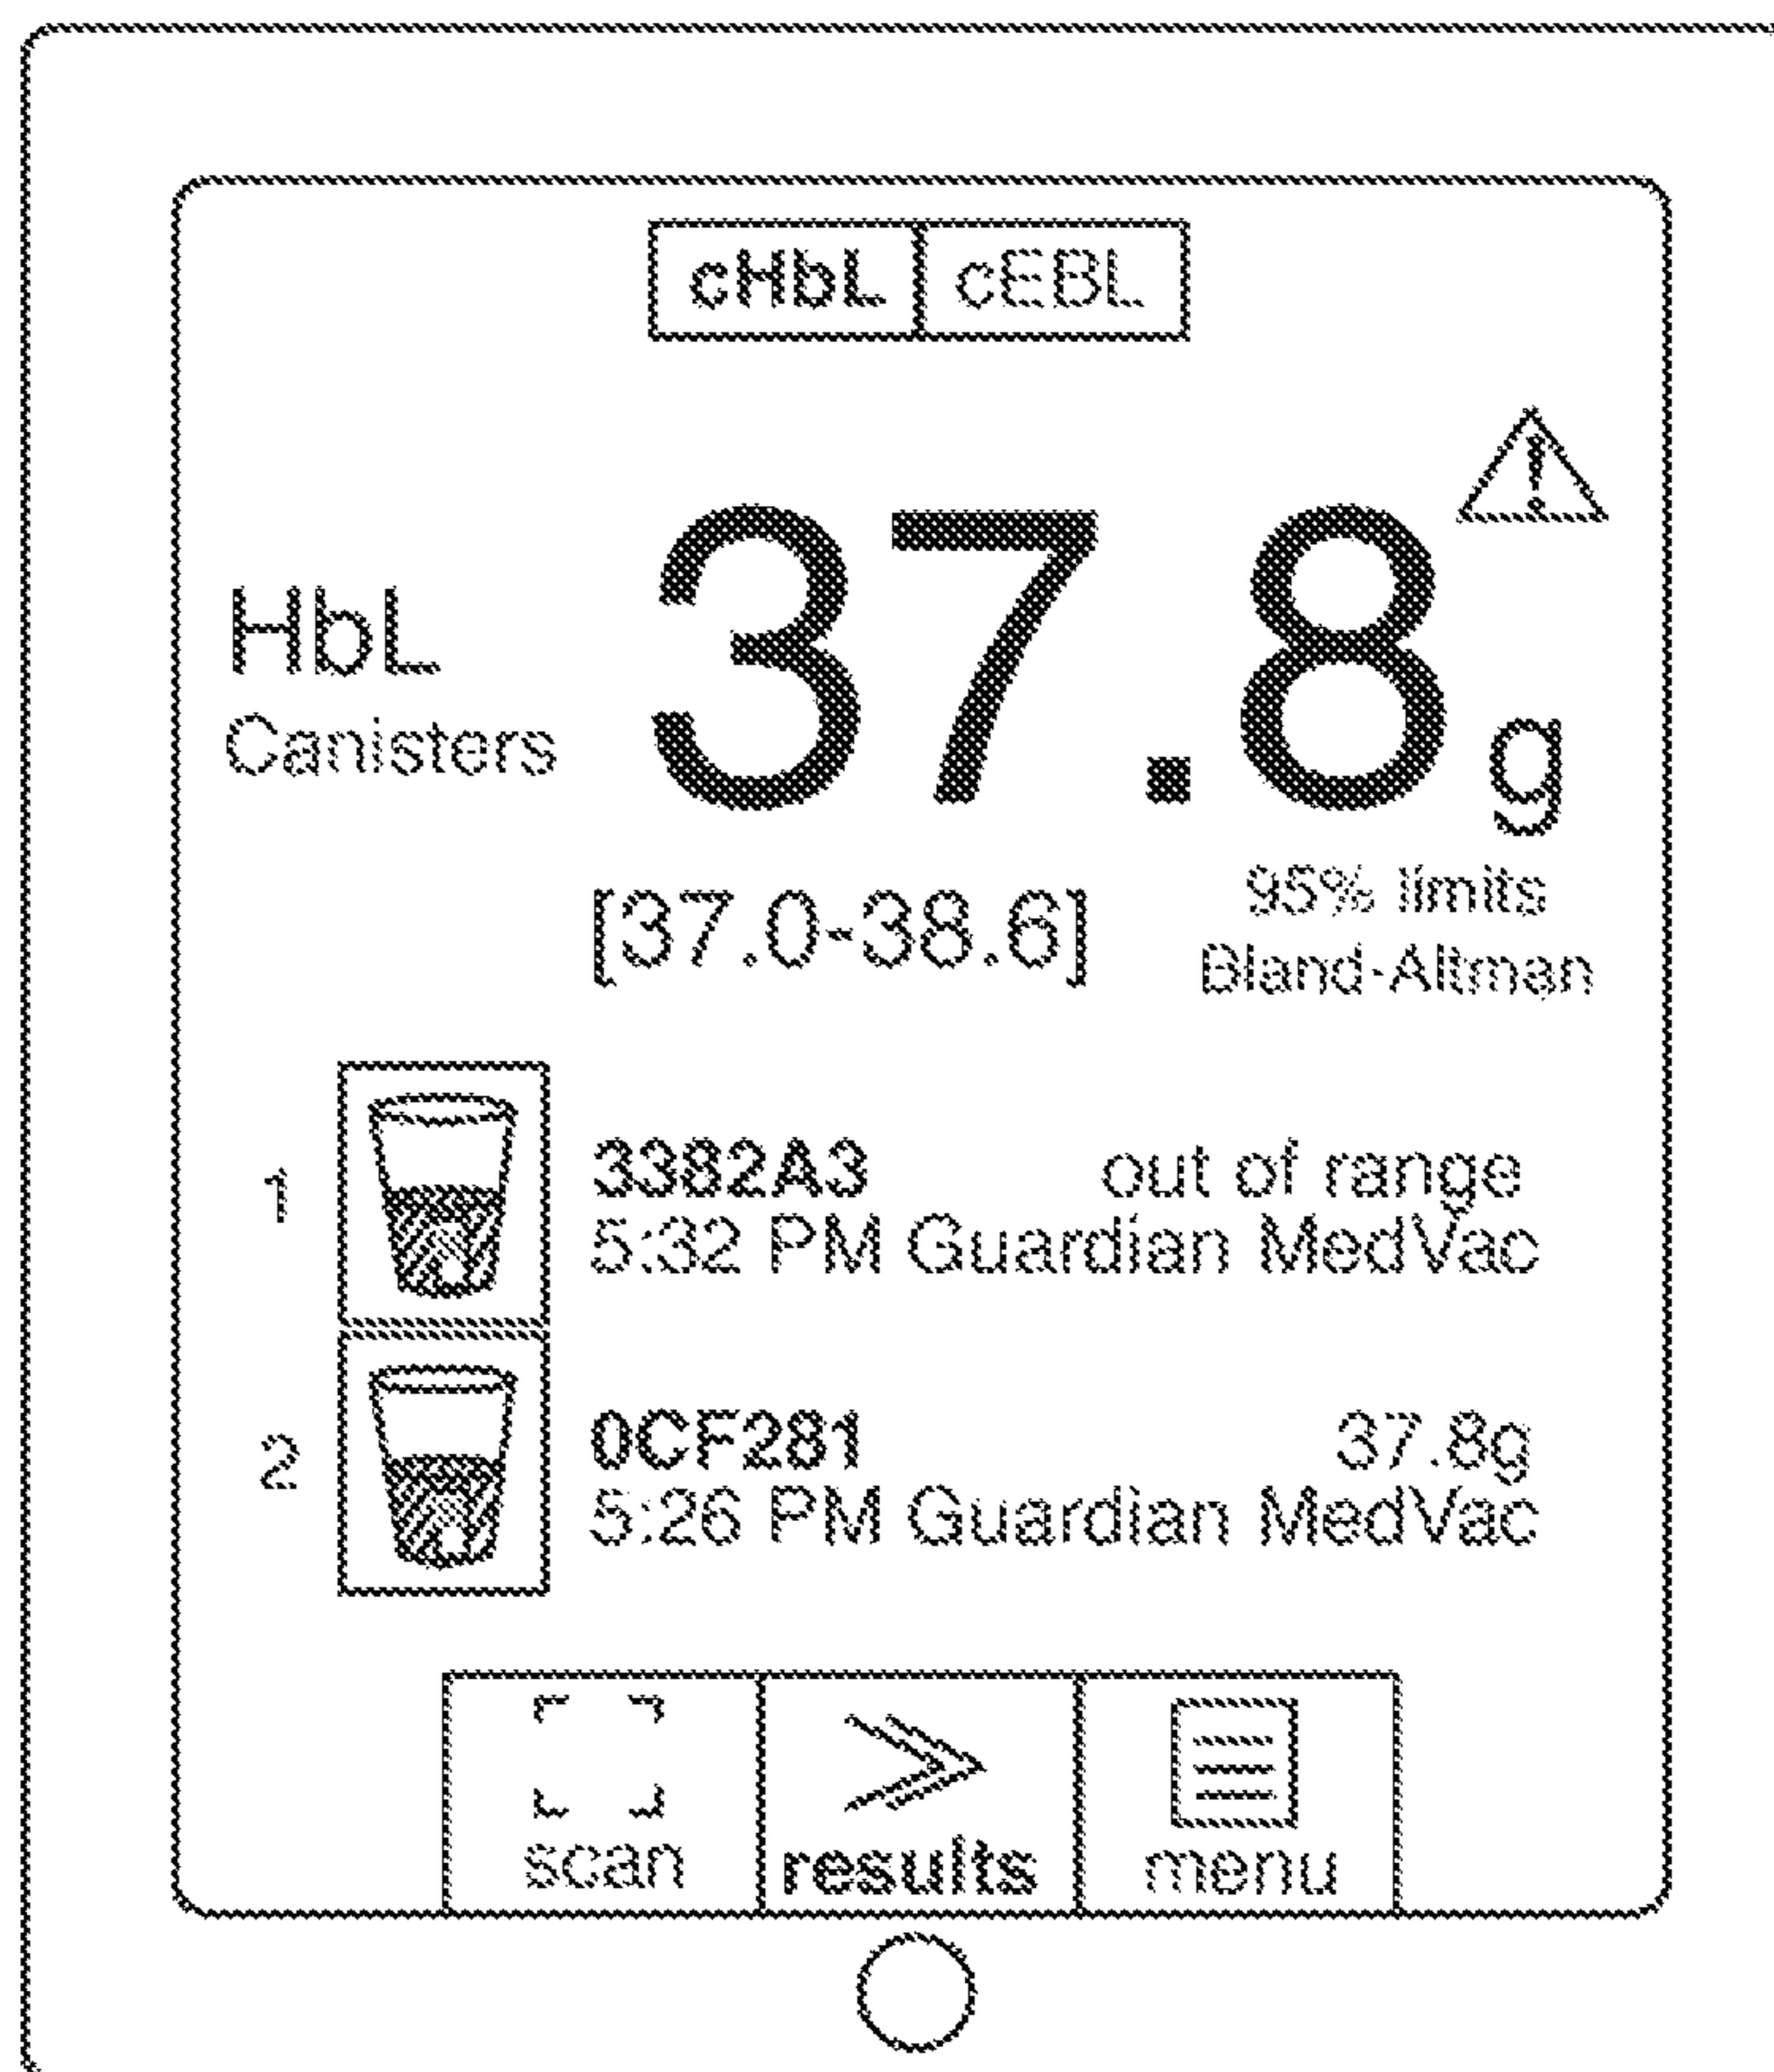 cHbL cEBL
HbL 37.8 g
Canisters
[37.0-38.6] 95% limits
Bland-Altman
1 3382A3 out of range
5:32 PM Guardian MedVac
2 0CF281 37.8g
5:26 PM Guardian MedVac
scan results menu